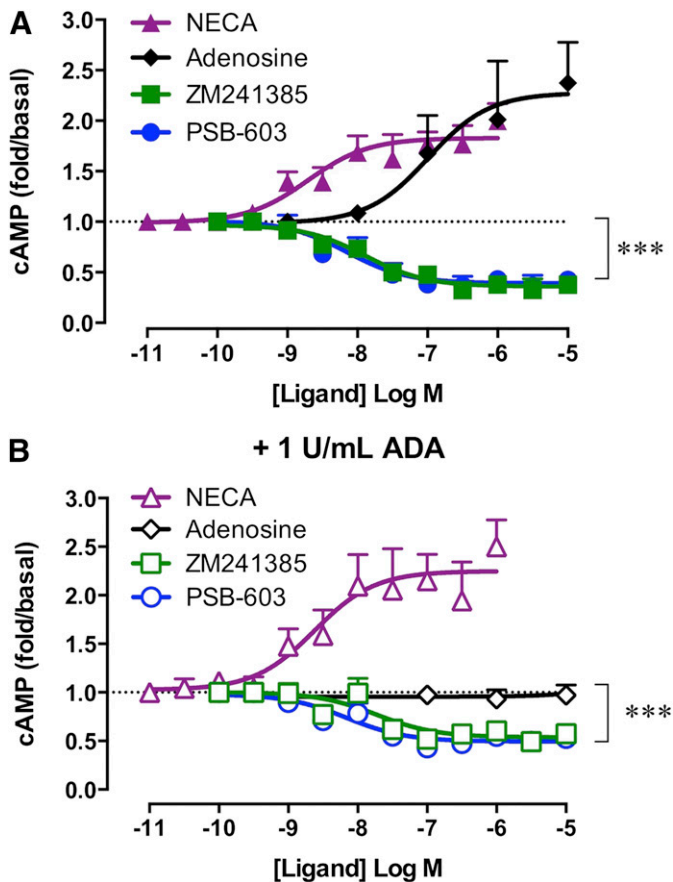 A
NECA
Adenosine
ZM241385
PSB-603
cAMP (fold/basal)
3.0
2.5
2.0
1.5
1.0
0.5
0.0
***
-11 -10 -9 -8 -7 -6 -5
[Ligand] Log M
B
+ 1 U/mL ADA
NECA
Adenosine
ZM241385
PSB-603
cAMP (fold/basal)
3.0
2.5
2.0
1.5
1.0
0.5
0.0
***
-11 -10 -9 -8 -7 -6 -5
[Ligand] Log M